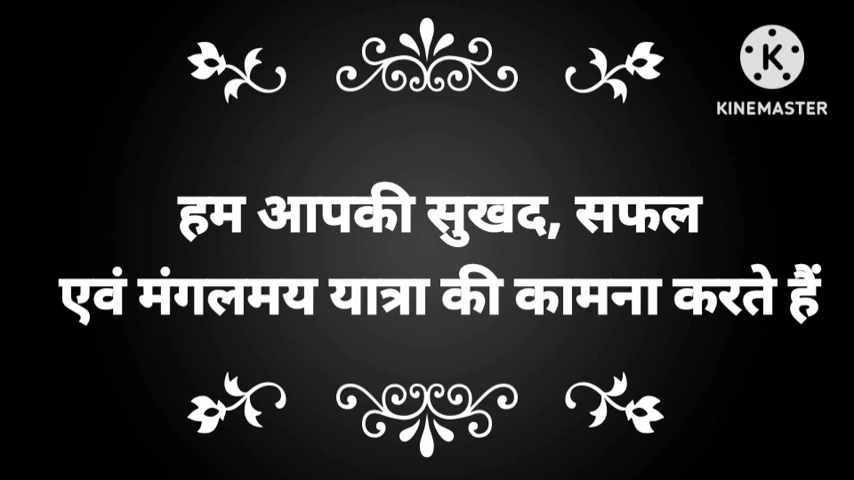 KINEMASTER
हम आपकी सुखद, सफल
एवं मंगलमय यात्रा की कामना करते हैं